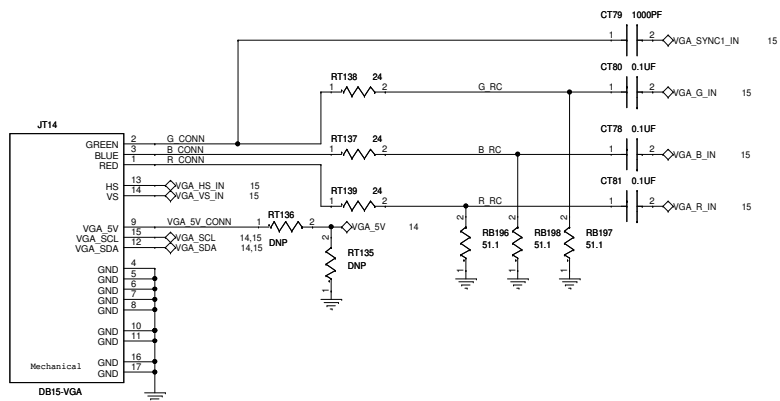 CT79 1000PF
1 2 VGA_SYNC1_IN 15
CT80 0.1UF
RT138 24
1 2 G_RC 1 2 VGA_G_IN 15
JT14
CT78 0.1UF
RT137 24
GREEN 2 G_CONN
BLUE 3 B_CONN 1 2 B_RC 1 2 VGA_B_IN 15
RED 1 R_CONN
CT81 0.1UF
RT139 24
HS 13 VGA_HS_IN 15
VS 14 VGA_VS_IN 15
1 2 R_RC 1 2 VGA_R_IN 15
VGA_5V 9 VGA_5V_CONN 1 RT136 2 VGA_5V 14
DNP
VGA_SCL 15 VGA_SCL 14,15
VGA_SDA 12 VGA_SDA 14,15
2 RT135 1
DNP
2 RB196 1
51.1
2 RB198 1
51.1
2 RB197 1
51.1
GND 4
GND 5
GND 6
GND 7
GND 8
GND 10
GND 11
GND 16
GND 17
Mechanical
DB15-VGA